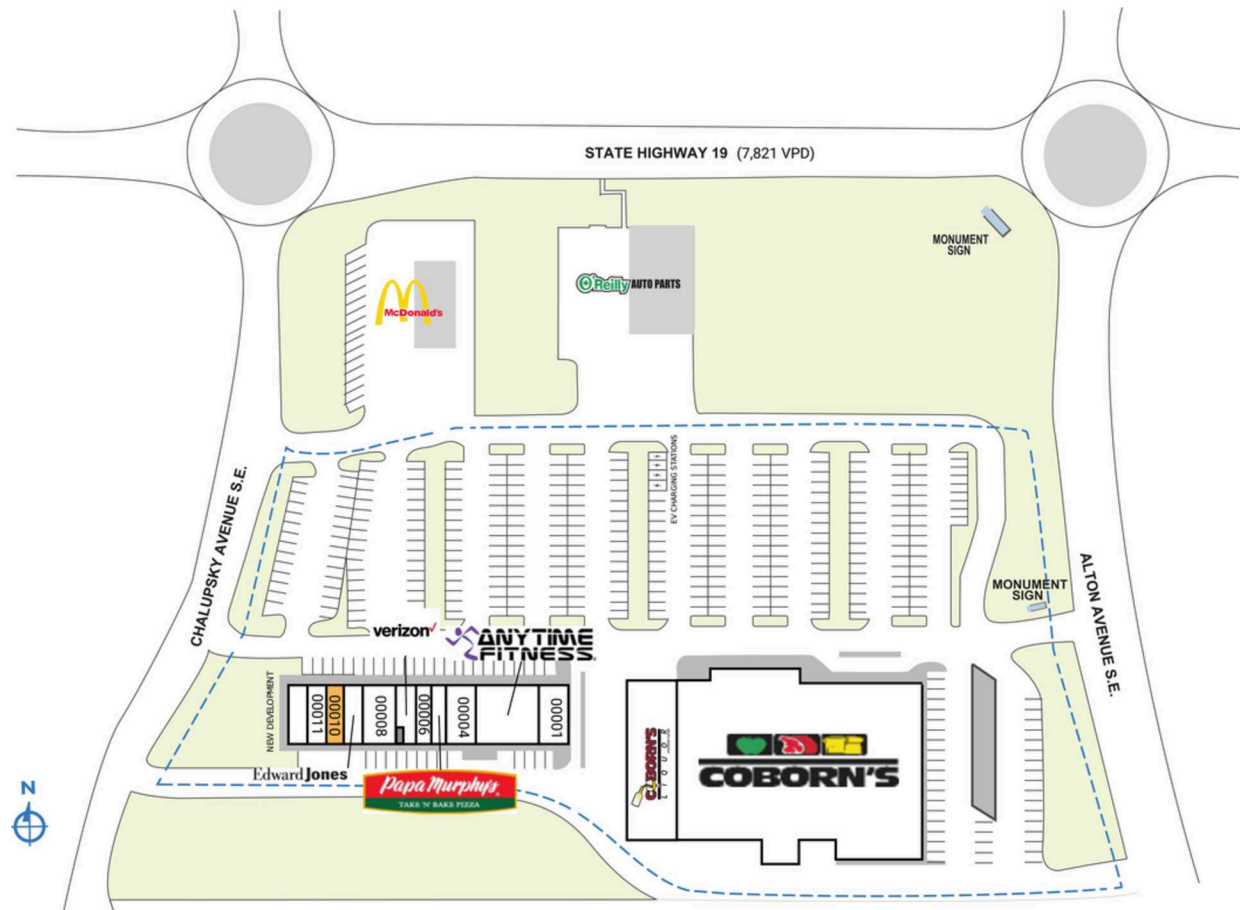 STATE HIGHWAY 19 (7,821 VPD)
MONUMENT
SIGN
McDonald's
O'Reilly AUTO PARTS
EV CHARGING STATIONS
CHALUPSKY AVENUE S.E.
MONUMENT
SIGN
ALTON AVENUE S.E.
verizon
ANYTIME
FITNESS
NEW DEVELOPMENT
00011
00010
00008
00006
00004
00001
COBORN'S
LIQUOR
COBORN'S
Edward Jones
Papa Murphy's
TAKE 'N' BAKE PIZZA
N